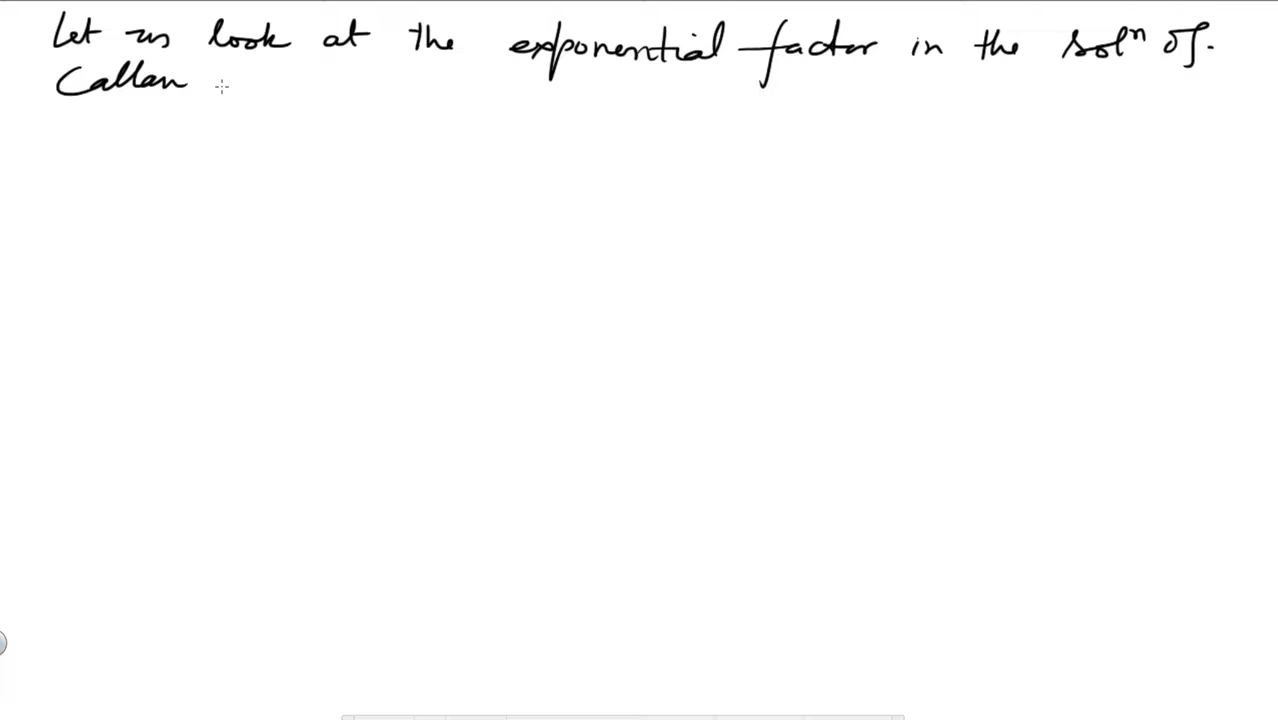 Let us look at the exponential factor in the solⁿ of.
Callan